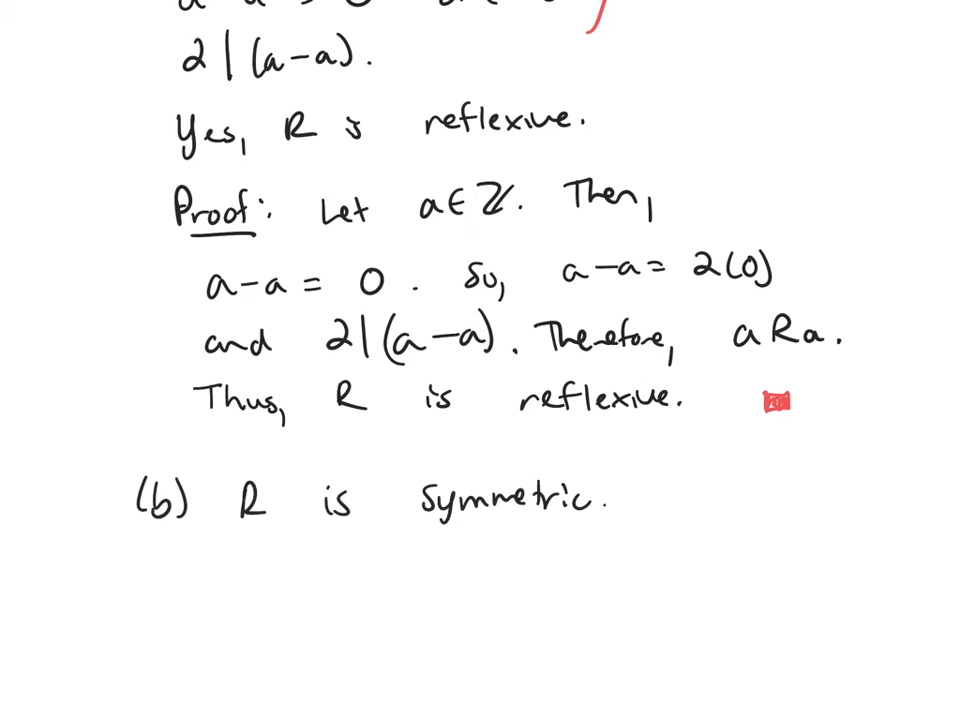 2 | (a-a).
Yes, R is reflexive.
Proof: Let a∈ℤ. Then,
a-a = 0. So, a-a = 2(0)
and 2|(a-a). Therefore, aRa.
Thus, R is reflexive.
(b) R is symmetric.